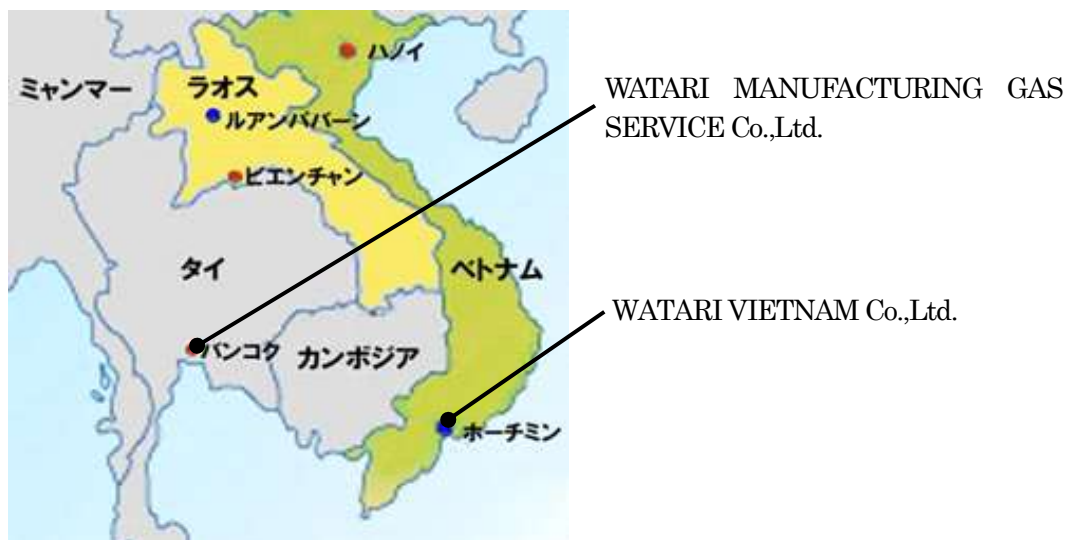 ハノイ
ミャンマー
ラオス
WATARI MANUFACTURING GAS
SERVICE Co.,Ltd.
ルアンパバーン
ビエンチャン
タイ
ベトナム
WATARI VIETNAM Co.,Ltd.
バンコク
カンボジア
ホーチミン